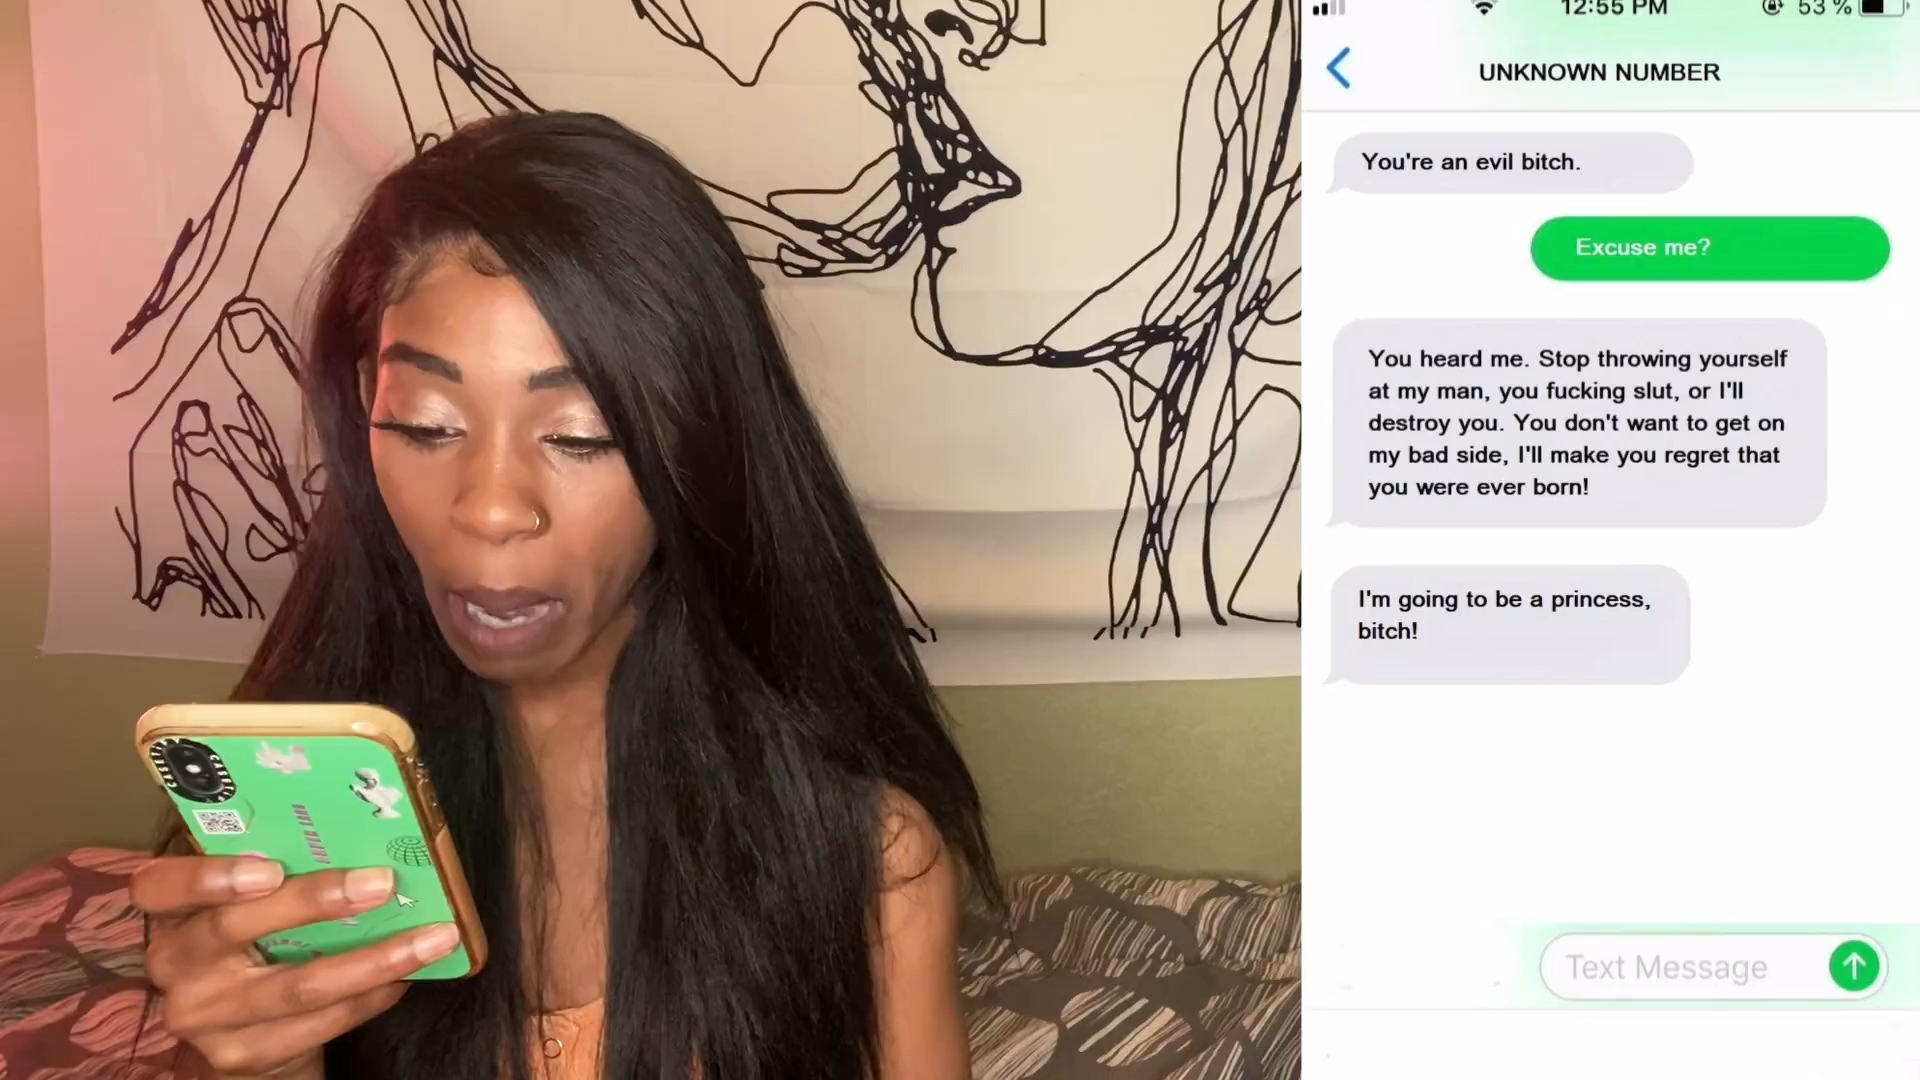 12:55 PM
53 %
UNKNOWN NUMBER
You're an evil bitch.
Excuse me?
You heard me. Stop throwing yourself
at my man, you fucking slut, or I'll
destroy you. You don't want to get on
my bad side, I'll make you regret that
you were ever born!
I'm going to be a princess,
bitch!
Text Message